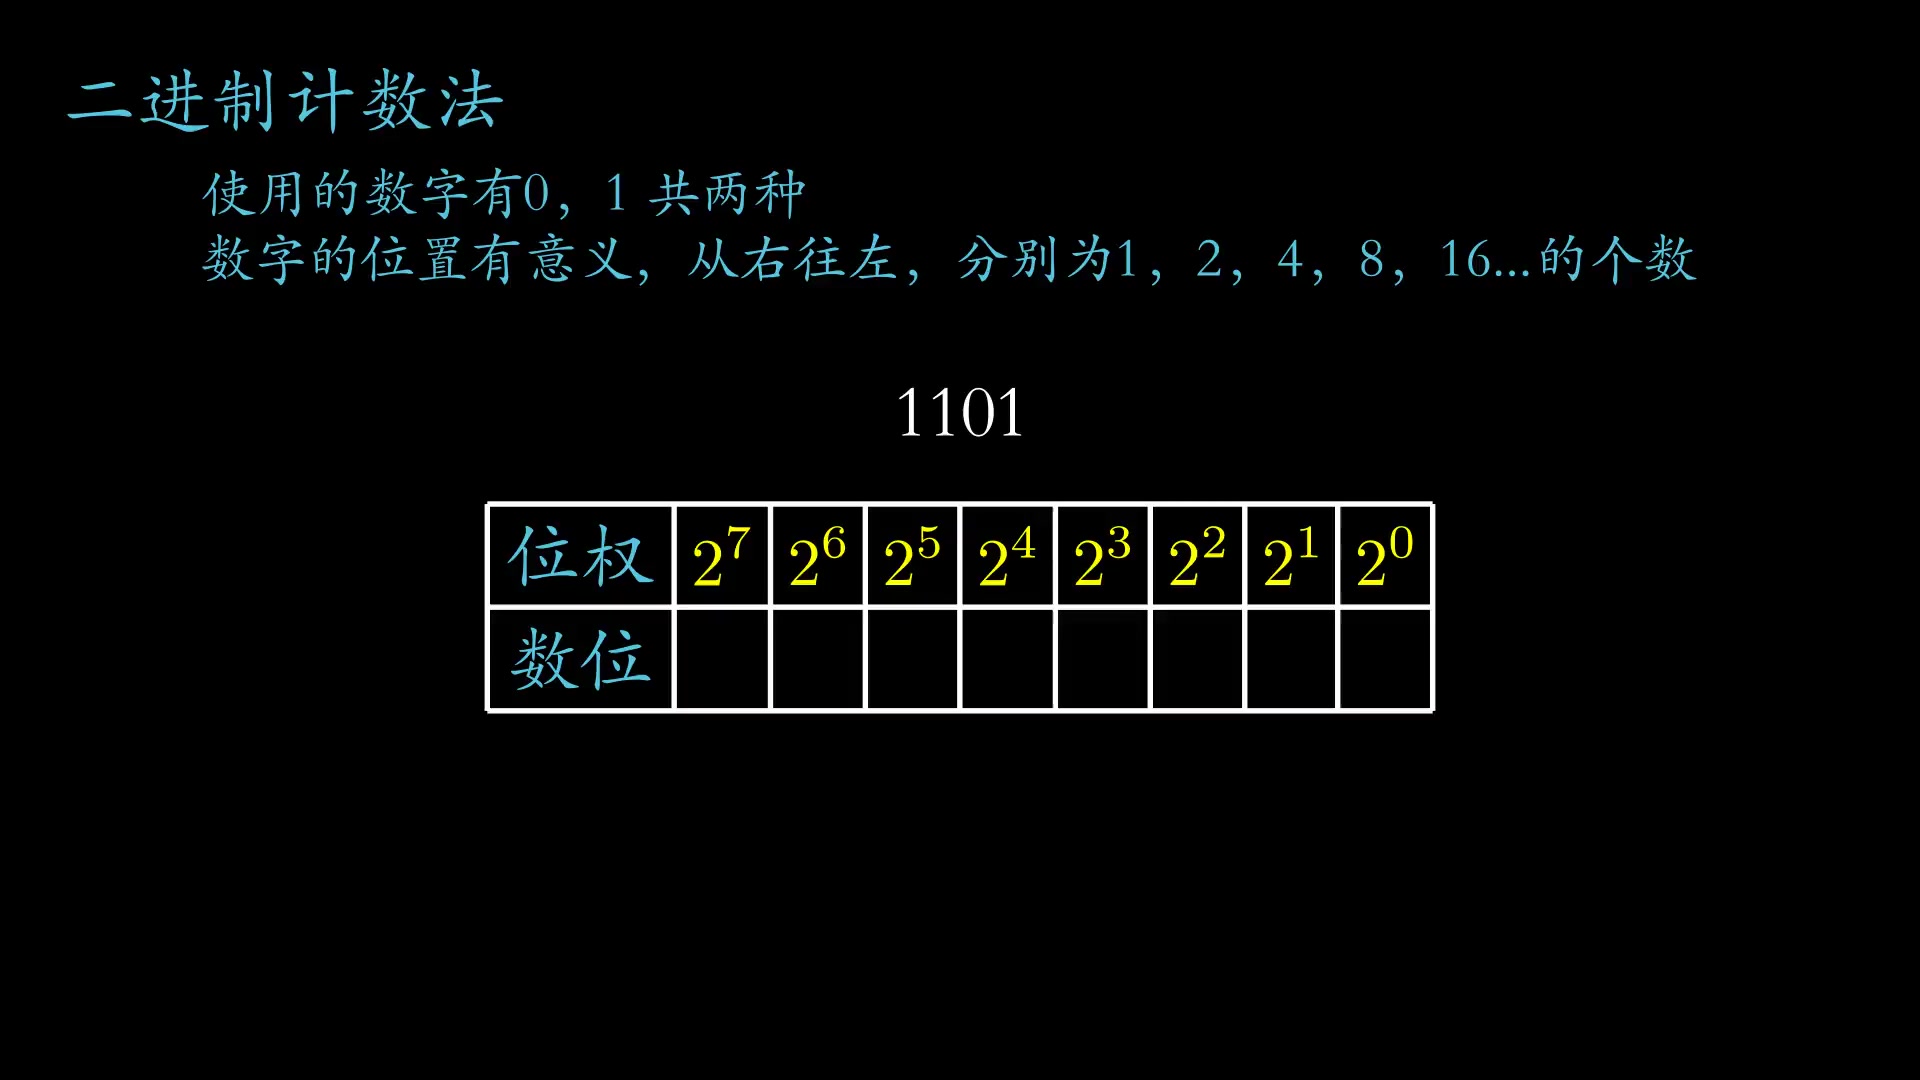 二进制计数法
使用的数字有0，1 共两种
数字的位置有意义，从右往左，分别为1，2，4，8，16...的个数
1101
位权 2^7 2^6 2^5 2^4 2^3 2^2 2^1 2^0
数位